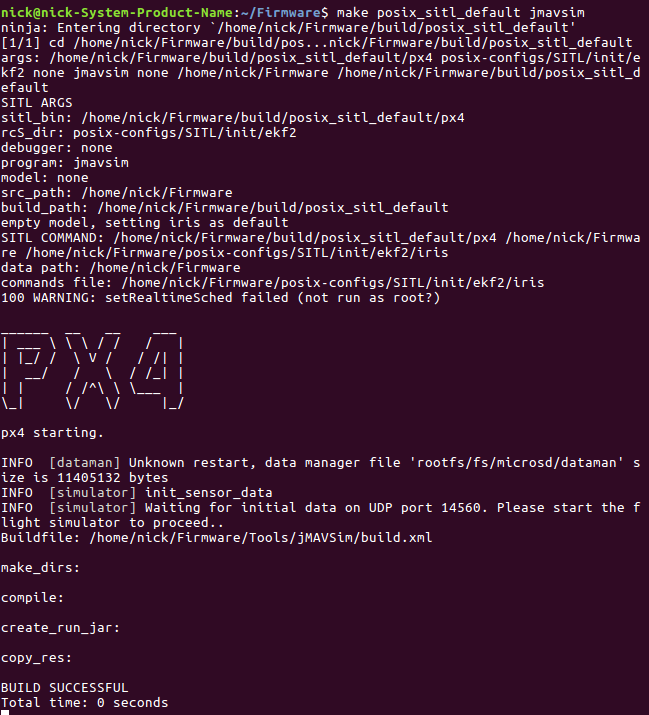 nick@nick-System-Product-Name:~/Firmware$ make posix_sitl_default jmavsim
ninja: Entering directory `/home/nick/Firmware/build/posix_sitl_default'
[1/1] cd /home/nick/Firmware/build/pos...nick/Firmware/build/posix_sitl_default
args: /home/nick/Firmware/build/posix_sitl_default/px4 posix-configs/SITL/init/e
kf2 none jmavsim none /home/nick/Firmware /home/nick/Firmware/build/posix_sitl_d
efault
SITL ARGS
sitl_bin: /home/nick/Firmware/build/posix_sitl_default/px4
rcS_dir: posix-configs/SITL/init/ekf2
debugger: none
program: jmavsim
model: none
src_path: /home/nick/Firmware
build_path: /home/nick/Firmware/build/posix_sitl_default
empty model, setting iris as default
SITL COMMAND: /home/nick/Firmware/build/posix_sitl_default/px4 /home/nick/Firmwa
re /home/nick/Firmware/posix-configs/SITL/init/ekf2/iris
data path: /home/nick/Firmware
commands file: /home/nick/Firmware/posix-configs/SITL/init/ekf2/iris
100 WARNING: setRealtimeSched failed (not run as root?)
PX4
px4 starting.
INFO  [dataman] Unknown restart, data manager file 'rootfs/fs/microsd/dataman' s
ize is 11405132 bytes
INFO  [simulator] init_sensor_data
INFO  [simulator] Waiting for initial data on UDP port 14560. Please start the f
light simulator to proceed..
Buildfile: /home/nick/Firmware/Tools/jMAVSim/build.xml
make_dirs:
compile:
create_run_jar:
copy_res:
BUILD SUCCESSFUL
Total time: 0 seconds